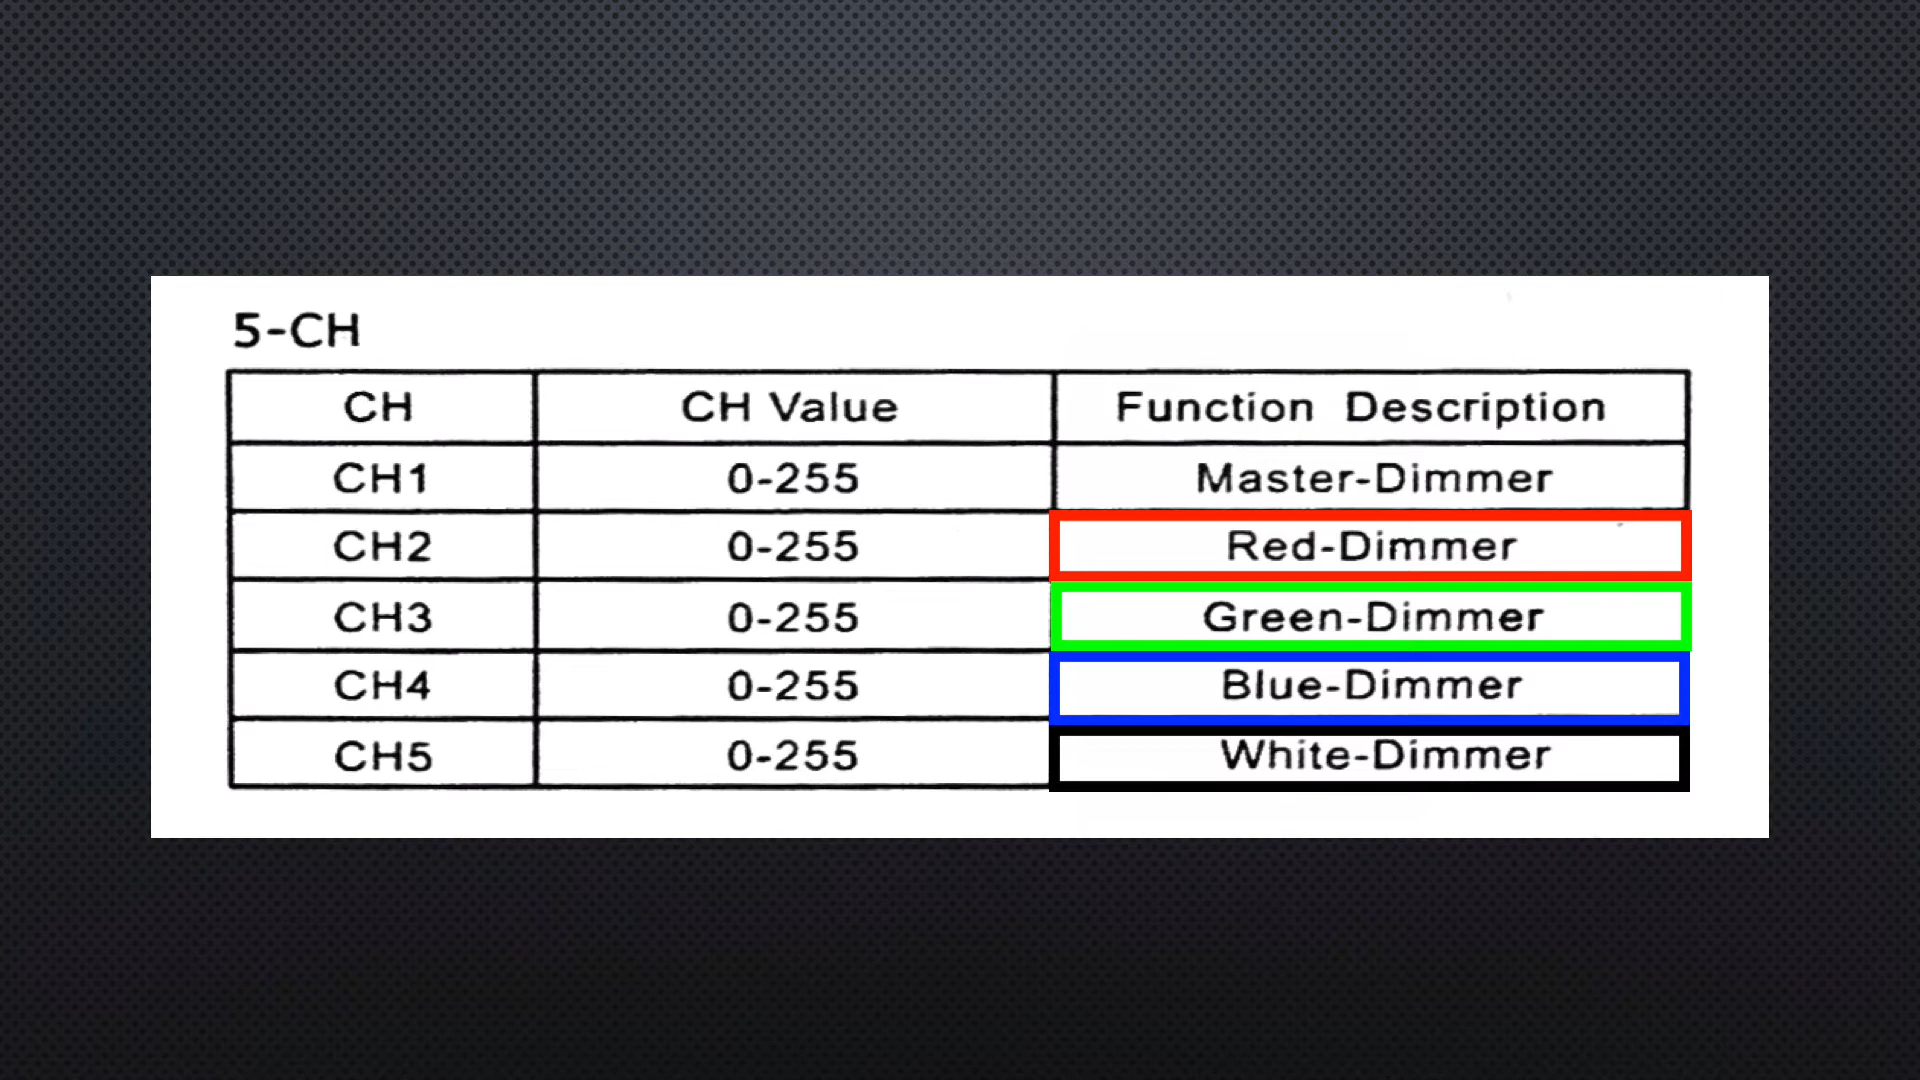 5-CH
CH CH Value Function Description
CH1 0-255 Master-Dimmer
CH2 0-255 Red-Dimmer
CH3 0-255 Green-Dimmer
CH4 0-255 Blue-Dimmer
CH5 0-255 White-Dimmer